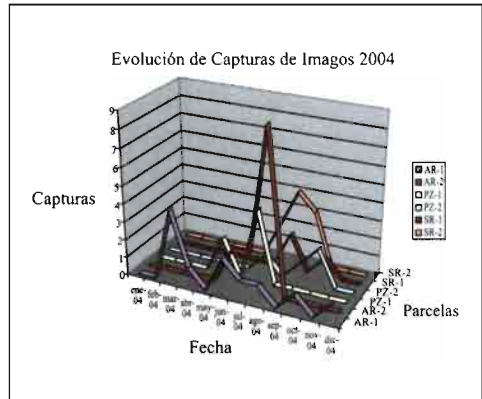 Evolución de Capturas de Imagos 2004
9
8
7
6
5
4
3
2
1
0
Capturas
ene-04
feb-04
mar-04
abr-04
may-04
jun-04
jul-04
ago-04
sep-04
oct-04
nov-04
dic-04
Fecha
SR-2
SR-1
PZ-2
PZ-1
AR-2
AR-1
Parcelas
AR-1
AR-2
PZ-1
PZ-2
SR-1
SR-2